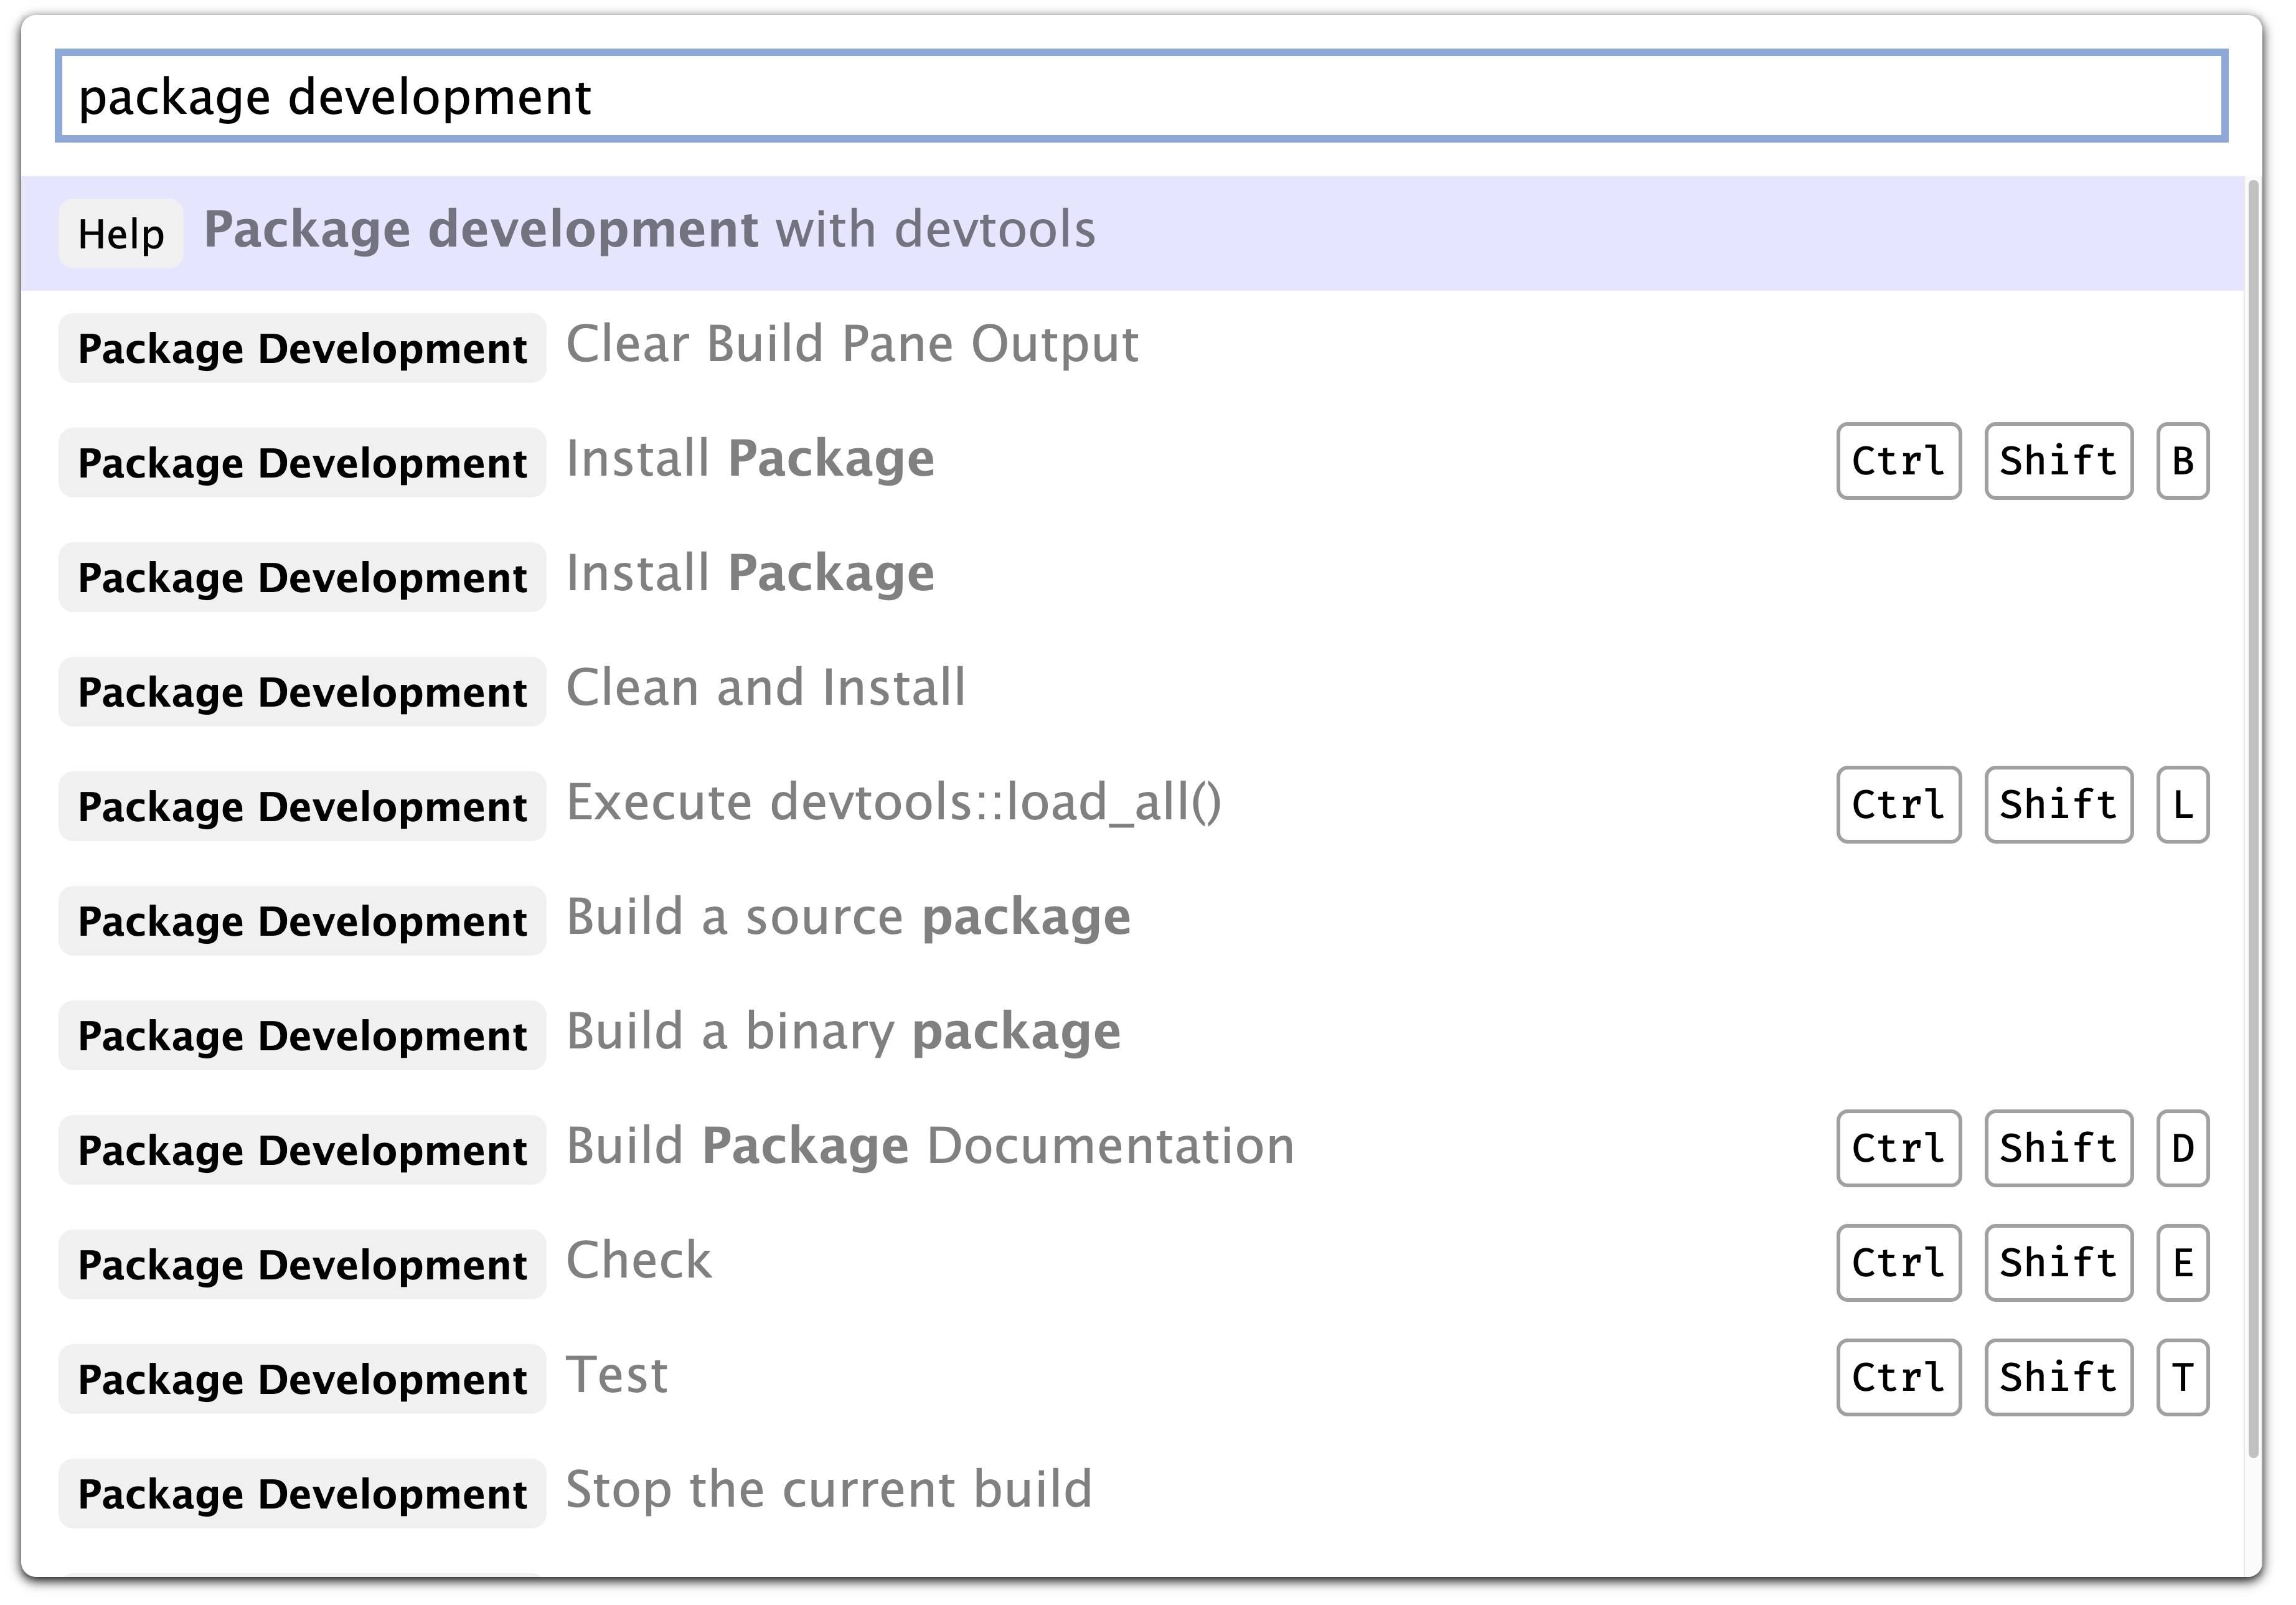 package development
Help Package development with devtools
Package Development Clear Build Pane Output
Package Development Install Package Ctrl Shift B
Package Development Install Package
Package Development Clean and Install
Package Development Execute devtools::load_all() Ctrl Shift L
Package Development Build a source package
Package Development Build a binary package
Package Development Build Package Documentation Ctrl Shift D
Package Development Check Ctrl Shift E
Package Development Test Ctrl Shift T
Package Development Stop the current build